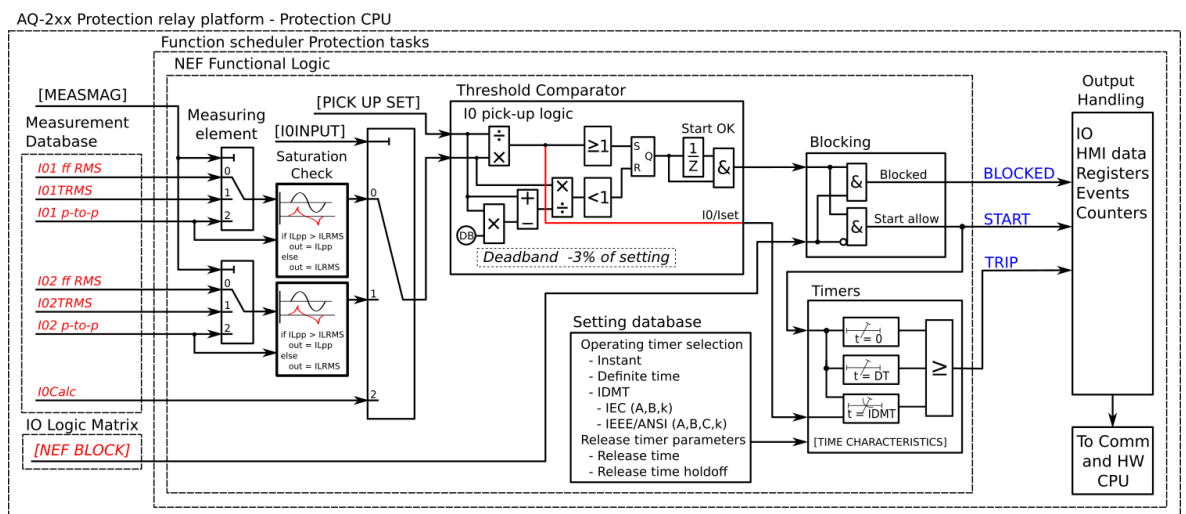 AQ-2xx Protection relay platform - Protection CPU
Function scheduler Protection tasks
NEF Functional Logic
[MEASMAG]
Measurement
Database
I01 ff RMS
I01TRMS
I01 p-to-p
I02 ff RMS
I02TRMS
I02 p-to-p
I0Calc
IO Logic Matrix
[NEF BLOCK]
Measuring
element
0
1
2
0
1
2
[PICK UP SET]
[I0INPUT]
Saturation
Check
if ILpp > ILRMS
out = ILpp
else
out = ILRMS
if ILpp > ILRMS
out = ILpp
else
out = ILRMS
0
1
2
Threshold Comparator
I0 pick-up logic
÷
×
≥1
S
R
Q
Start OK
1
Z
&
×
÷
<1
+
−
×
DB
I0/Iset
Deadband -3% of setting
Blocking
&
Blocked
&
Start allow
BLOCKED
START
TRIP
Timers
t = 0
t = DT
t = IDMT
≥
[TIME CHARACTERISTICS]
Setting database
Operating timer selection
- Instant
- Definite time
- IDMT
- IEC (A,B,k)
- IEEE/ANSI (A,B,C,k)
Release timer parameters
- Release time
- Release time holdoff
Output
Handling
IO
HMI data
Registers
Events
Counters
To Comm
and HW
CPU